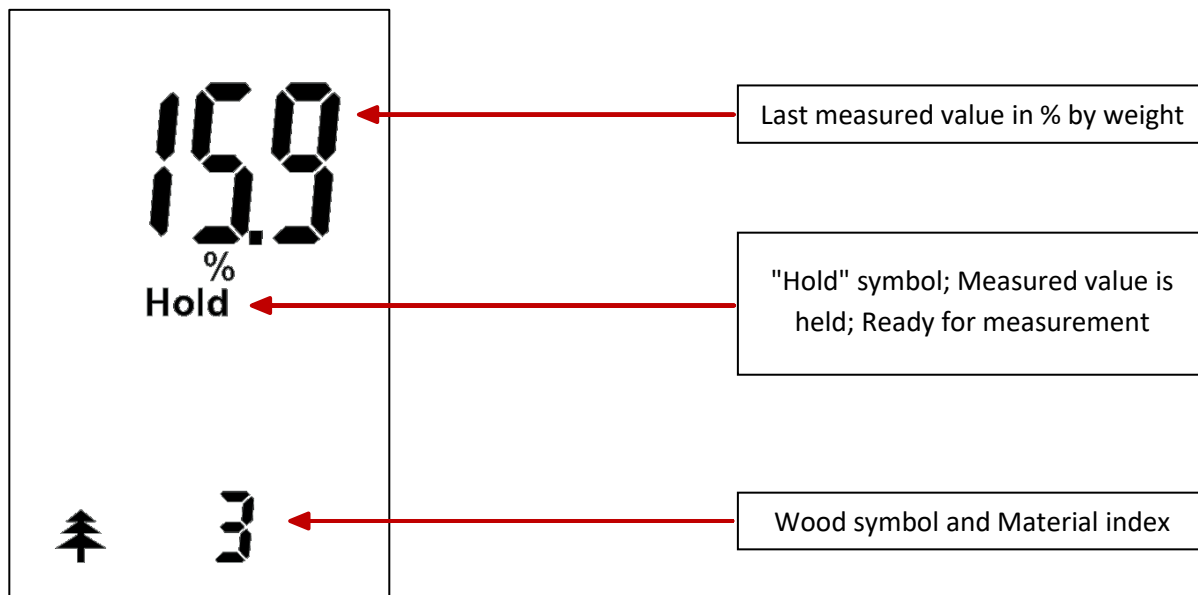 15.9
Last measured value in % by weight
%
Hold
"Hold" symbol; Measured value is
held; Ready for measurement
3
Wood symbol and Material index